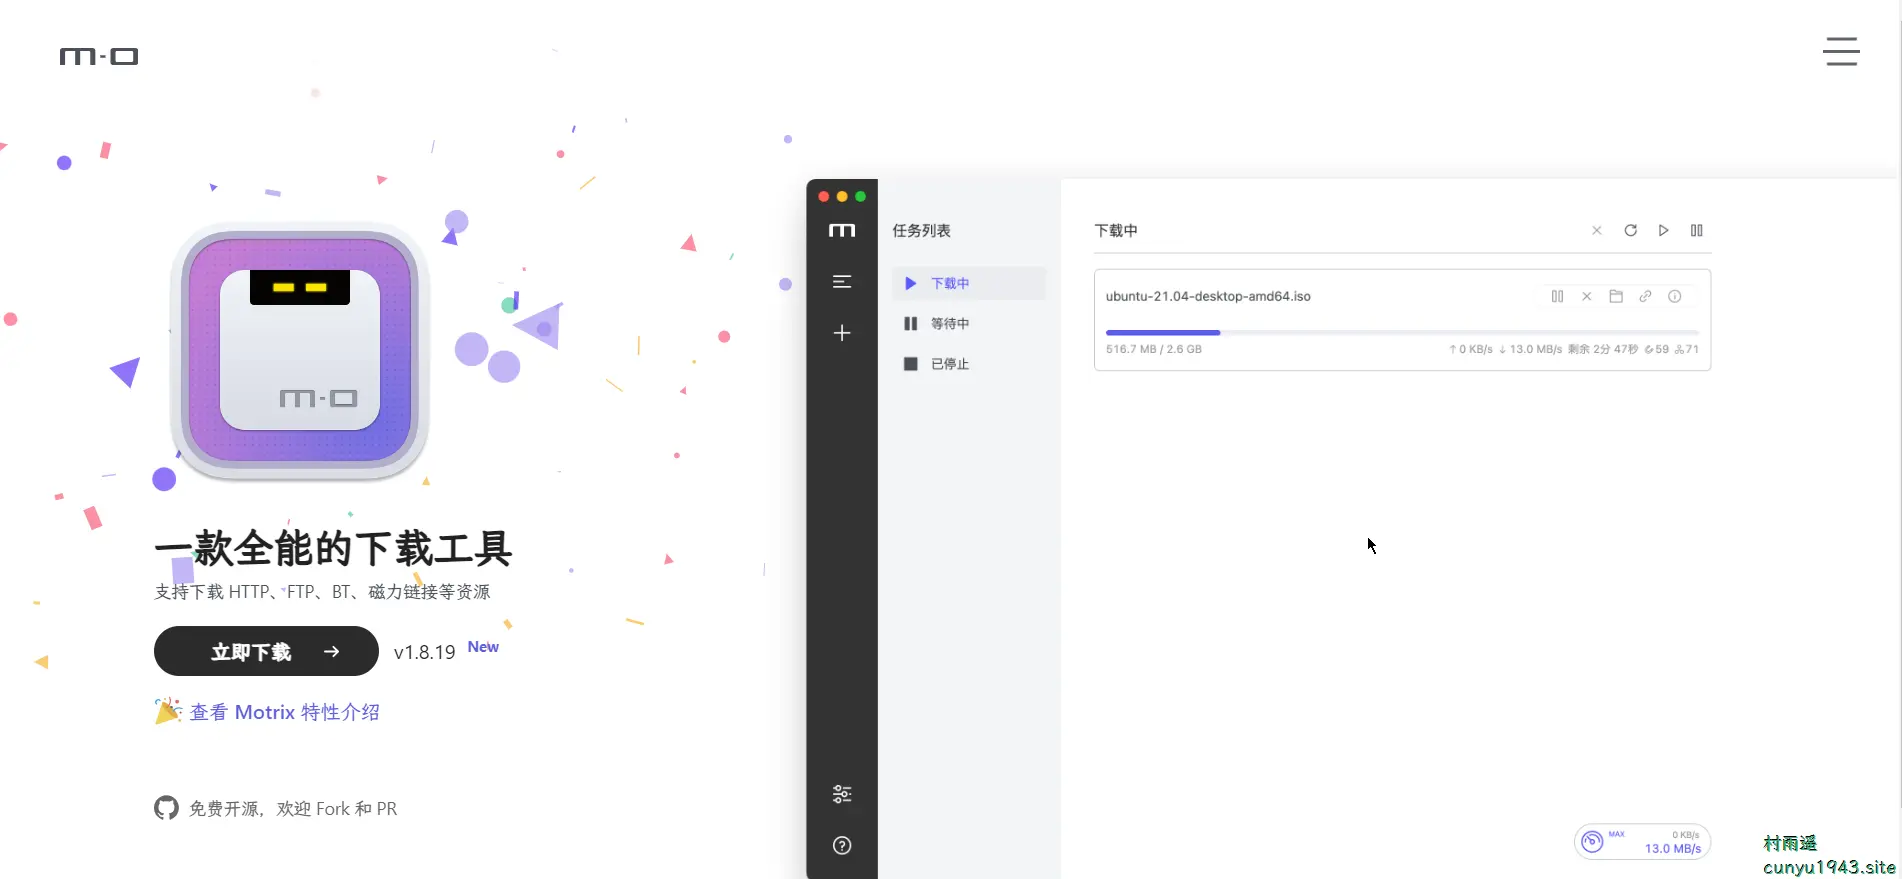 m-o
m-o
一款全能的下载工具
支持下载 HTTP、FTP、BT、磁力链接等资源
立即下载 →
v1.8.19 New
查看 Motrix 特性介绍
免费开源，欢迎 Fork 和 PR
m
任务列表
下载中
等待中
已停止
下载中
ubuntu-21.04-desktop-amd64.iso
516.7 MB / 2.6 GB
↑ 0 KB/s ↓ 13.0 MB/s 剩余 2分 47秒 59 71
MAX
0 KB/s
13.0 MB/s
村雨遥
cunyu1943.site